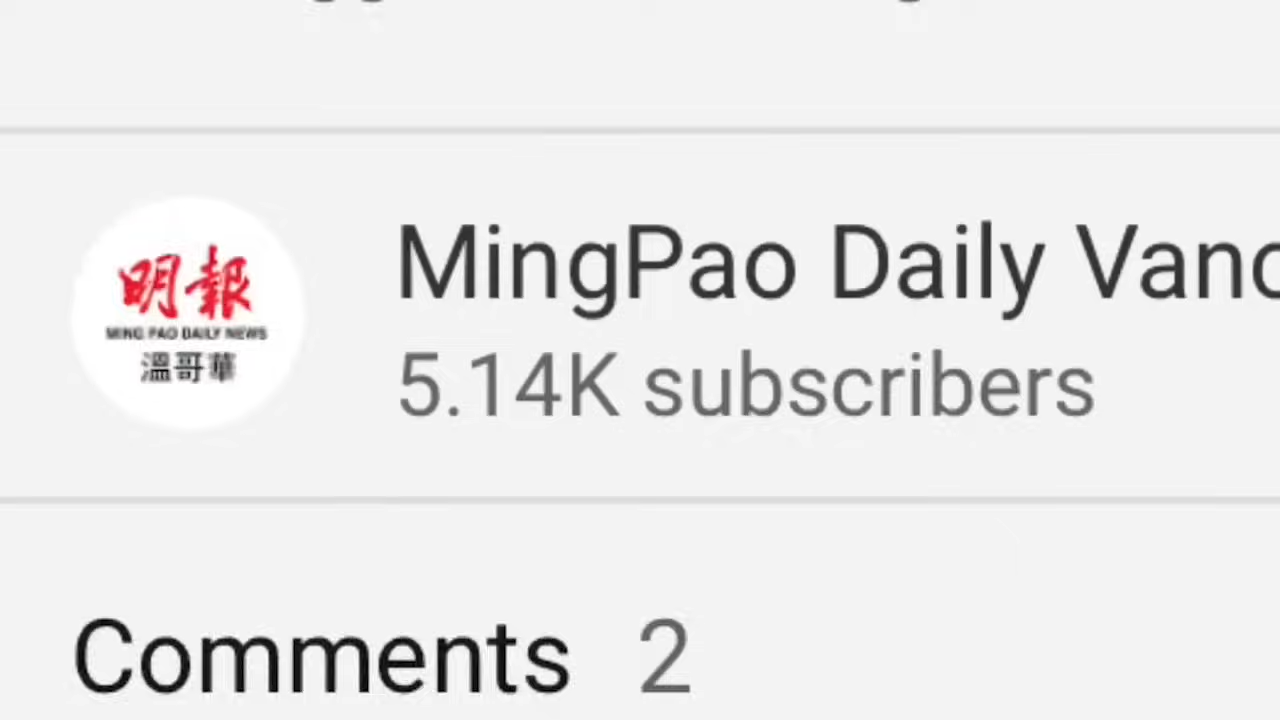 明報
MING PAO DAILY NEWS
溫哥華
MingPao Daily Vanc
5.14K subscribers
Comments 2